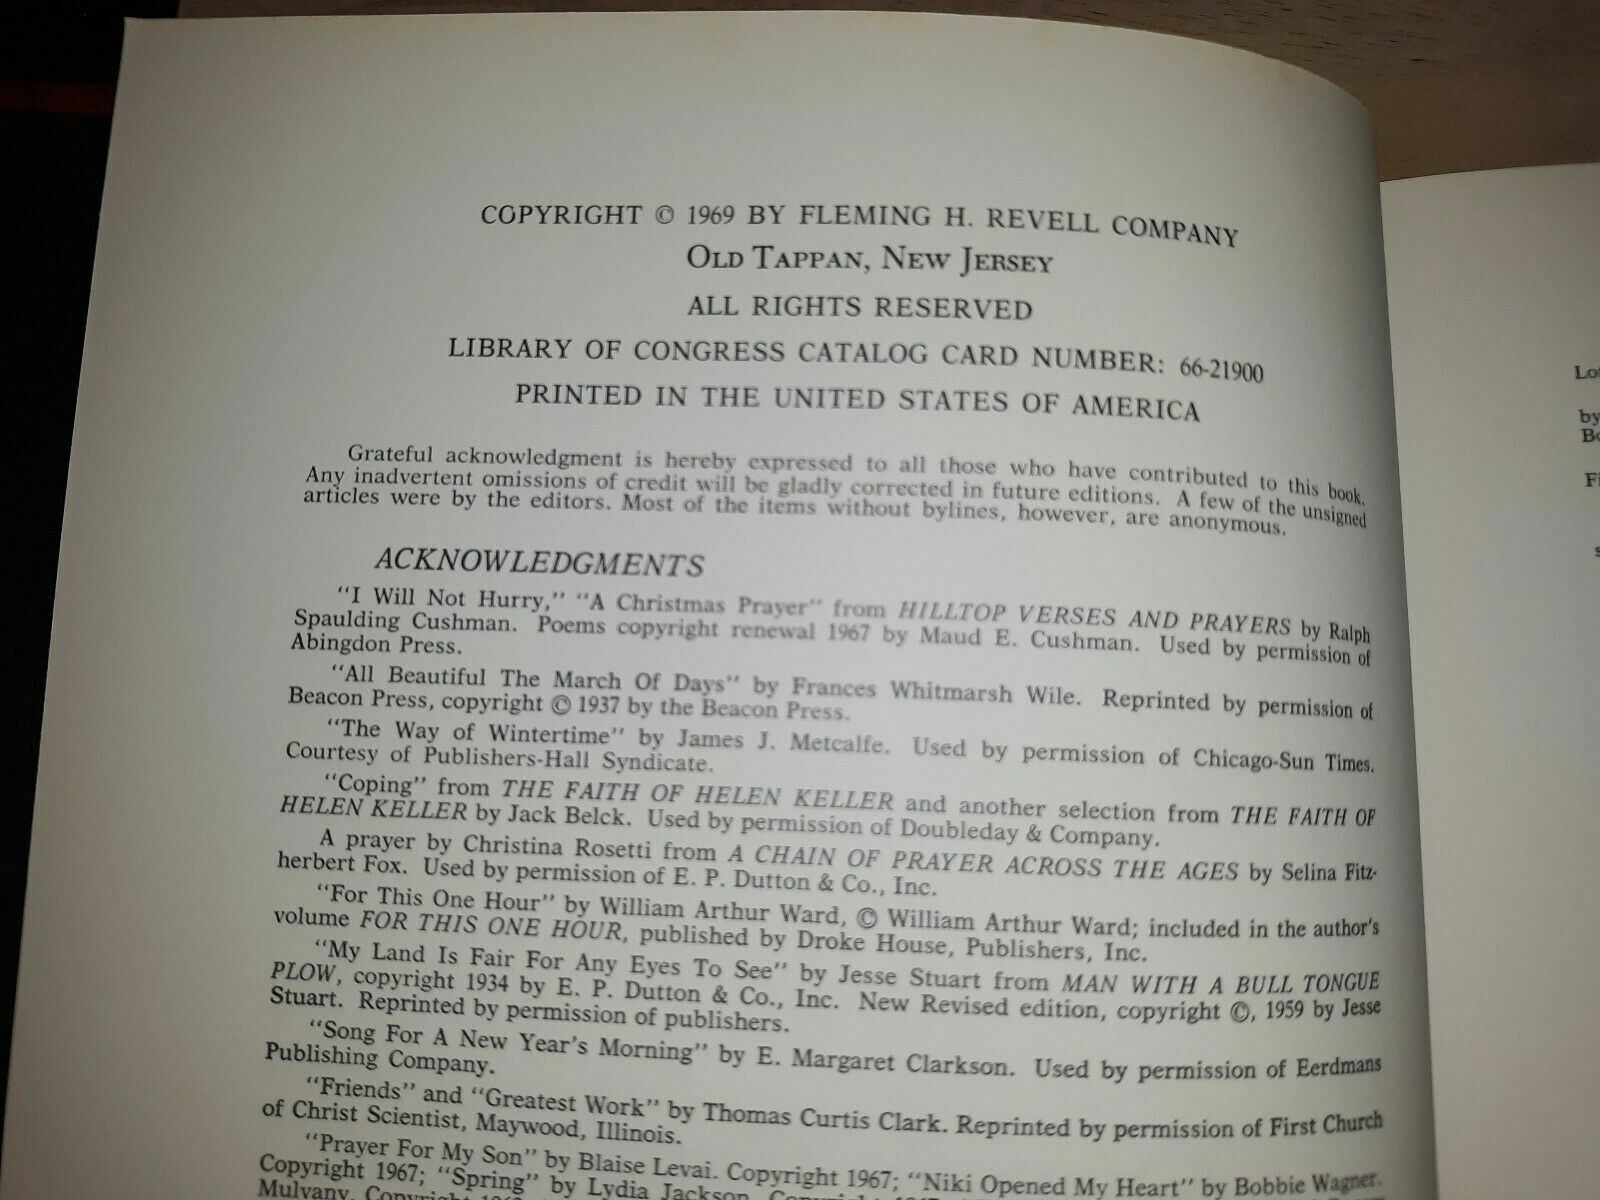 COPYRIGHT © 1969 BY FLEMING H. REVELL COMPANY
OLD TAPPAN, NEW JERSEY
ALL RIGHTS RESERVED
LIBRARY OF CONGRESS CATALOG CARD NUMBER: 66-21900
PRINTED IN THE UNITED STATES OF AMERICA
Grateful acknowledgment is hereby expressed to all those who have contributed to this book.
Any inadvertent omissions of credit will be gladly corrected in future editions. A few of the unsigned
articles were by the editors. Most of the items without bylines, however, are anonymous.
ACKNOWLEDGMENTS
"I Will Not Hurry," "A Christmas Prayer" from HILLTOP VERSES AND PRAYERS by Ralph
Spaulding Cushman. Poems copyright renewal 1967 by Maud E. Cushman. Used by permission of
Abingdon Press.
"All Beautiful The March Of Days" by Frances Whitmarsh Wile. Reprinted by permission of
Beacon Press, copyright © 1937 by the Beacon Press.
"The Way of Wintertime" by James J. Metcalfe. Used by permission of Chicago-Sun Times,
Courtesy of Publishers-Hall Syndicate.
"Coping" from THE FAITH OF HELEN KELLER and another selection from THE FAITH OF
HELEN KELLER by Jack Belck. Used by permission of Doubleday & Company.
A prayer by Christina Rosetti from A CHAIN OF PRAYER ACROSS THE AGES by Selina Fitz-
herbert Fox. Used by permission of E. P. Dutton & Co., Inc.
"For This One Hour" by William Arthur Ward, © William Arthur Ward; included in the author's
volume FOR THIS ONE HOUR, published by Droke House, Publishers, Inc.
"My Land Is Fair For Any Eyes To See" by Jesse Stuart from MAN WITH A BULL TONGUE
PLOW, copyright 1934 by E. P. Dutton & Co., Inc. New Revised edition, copyright ©, 1959 by Jesse
Stuart. Reprinted by permission of publishers.
"Song For A New Year's Morning" by E. Margaret Clarkson. Used by permission of Eerdmans
Publishing Company.
"Friends" and "Greatest Work" by Thomas Curtis Clark. Reprinted by permission of First Church
of Christ Scientist, Maywood, Illinois.
"Prayer For My Son" by Blaise Levai. Copyright 1967; "Niki Opened My Heart" by Bobbie Wagner.
Copyright 1967; "Spring" by Lydia Jackson. Copyright
Mulvany. Copyright
by